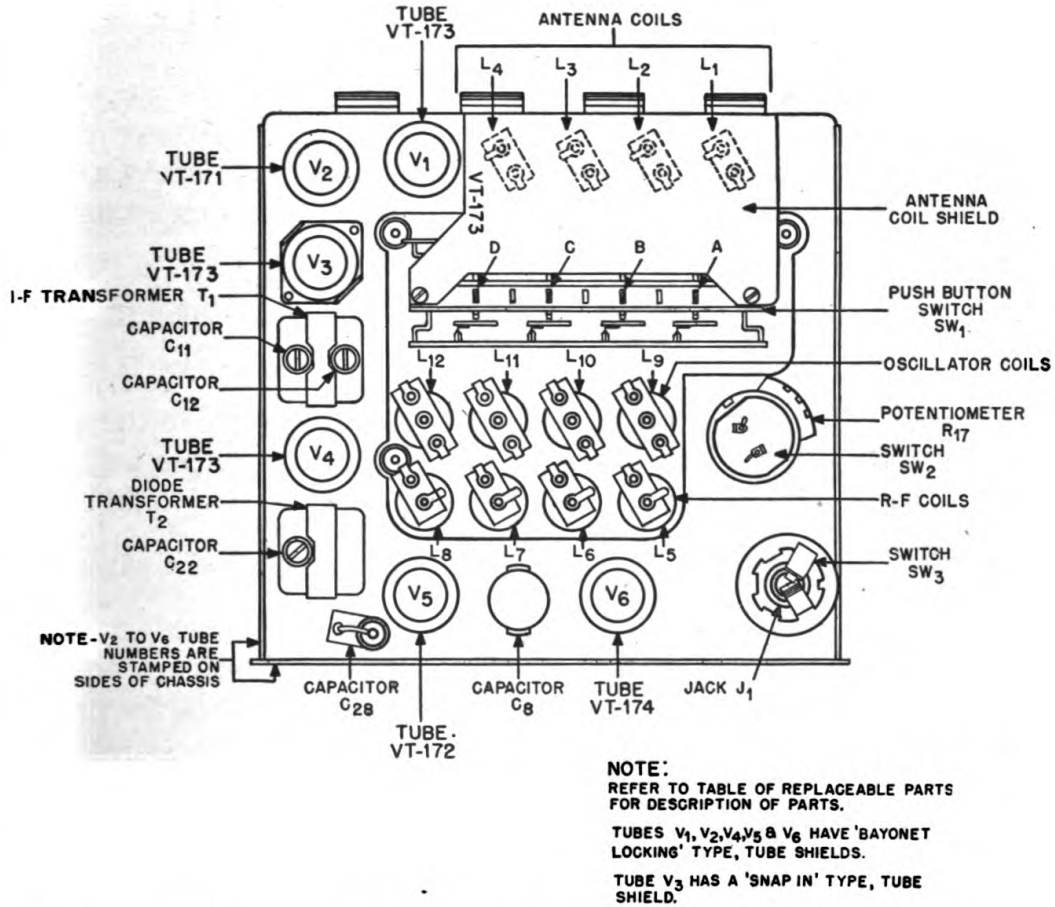 TUBE
VT-173
ANTENNA COILS
L4
L3
L2
L1
TUBE
VT-171
V2
V1
VT-173
ANTENNA
COIL SHIELD
TUBE
VT-173
V3
D
C
B
A
I-F TRANSFORMER T1
PUSH BUTTON
SWITCH
SW1
CAPACITOR
C11
CAPACITOR
C12
L12
L11
L10
L9
OSCILLATOR COILS
POTENTIOMETER
R17
TUBE
VT-173
V4
SWITCH
SW2
DIODE
TRANSFORMER
T2
R-F COILS
CAPACITOR
C22
L8
L7
L6
L5
SWITCH
SW3
V5
V6
NOTE-V2 TO V6 TUBE
NUMBERS ARE
STAMPED ON
SIDES OF CHASSIS
CAPACITOR
C28
TUBE.
VT-172
CAPACITOR
C8
TUBE
VT-174
JACK J1
NOTE:
REFER TO TABLE OF REPLACEABLE PARTS
FOR DESCRIPTION OF PARTS.
TUBES V1,V2,V4,V5 & V6 HAVE 'BAYONET
LOCKING' TYPE, TUBE SHIELDS.
TUBE V3 HAS A 'SNAP IN' TYPE, TUBE
SHIELD.